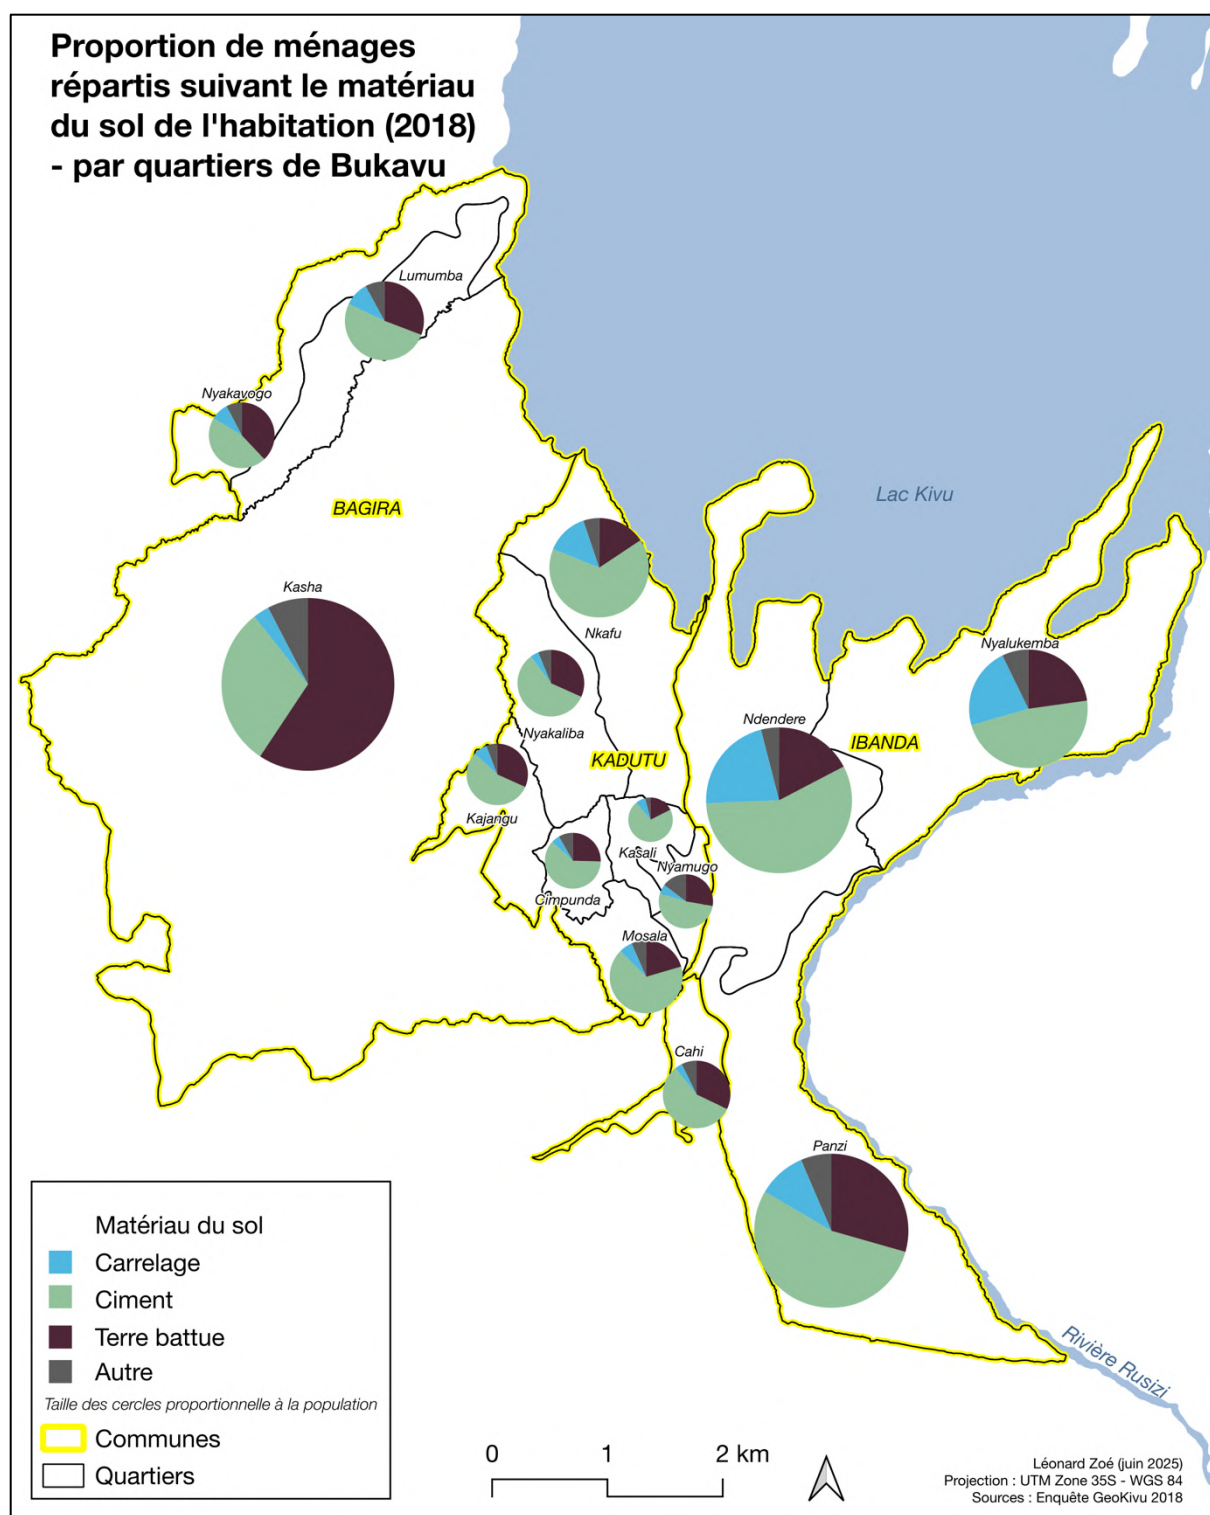 Proportion de ménages
répartis suivant le matériau
du sol de l'habitation (2018)
- par quartiers de Bukavu
Lumumba
Nyakavogo
BAGIRA
Lac Kivu
Kasha
Nkafu
Nyalukemba
Nyakaliba
Ndendere
IBANDA
KADUTU
Kajangu
Kasali
Nyamugo
Cimpunda
Mosala
Cahi
Panzi
Rivière Rusizi
Matériau du sol
Carrelage
Ciment
Terre battue
Autre
Taille des cercles proportionnelle à la population
Communes
Quartiers
0 1 2 km
Léonard Zoé (juin 2025)
Projection : UTM Zone 35S - WGS 84
Sources : Enquête GeoKivu 2018